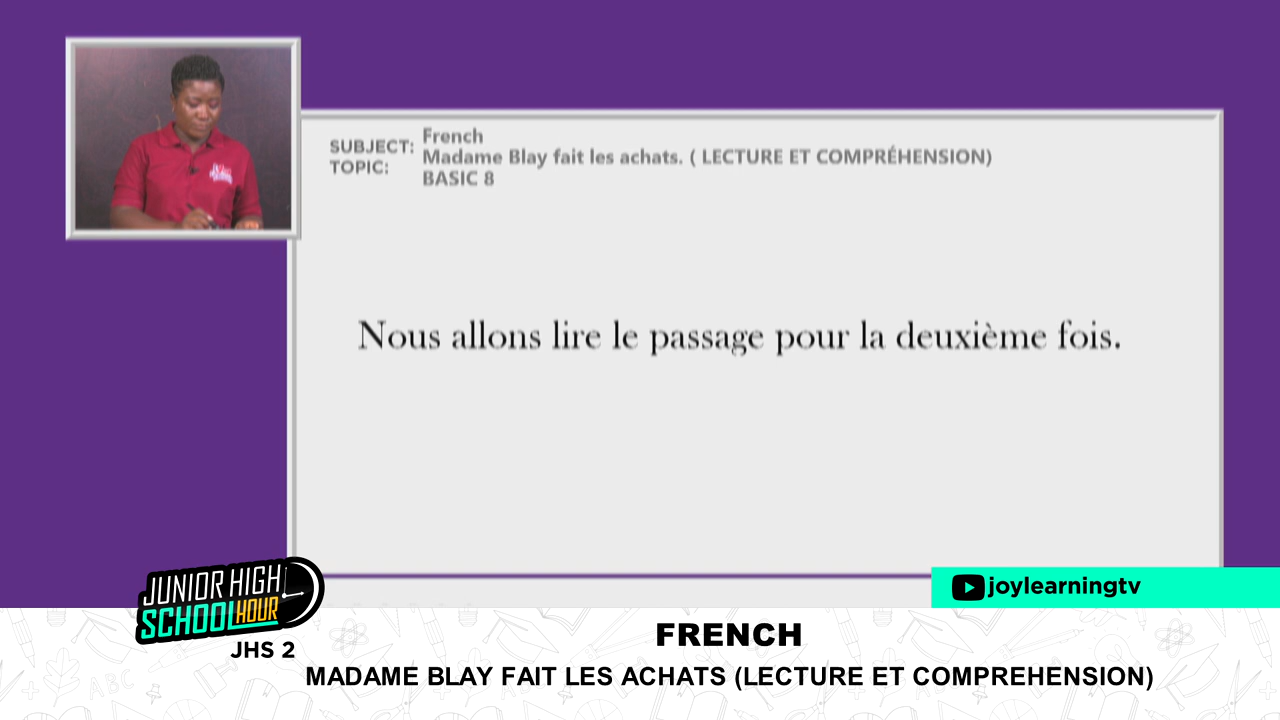 SUBJECT: French
TOPIC: Madame Blay fait les achats. ( LECTURE ET COMPRÉHENSION)
BASIC 8
Nous allons lire le passage pour la deuxième fois.
joylearningtv
JUNIOR HIGH
SCHOOL HOUR
JHS 2
FRENCH
MADAME BLAY FAIT LES ACHATS (LECTURE ET COMPREHENSION)